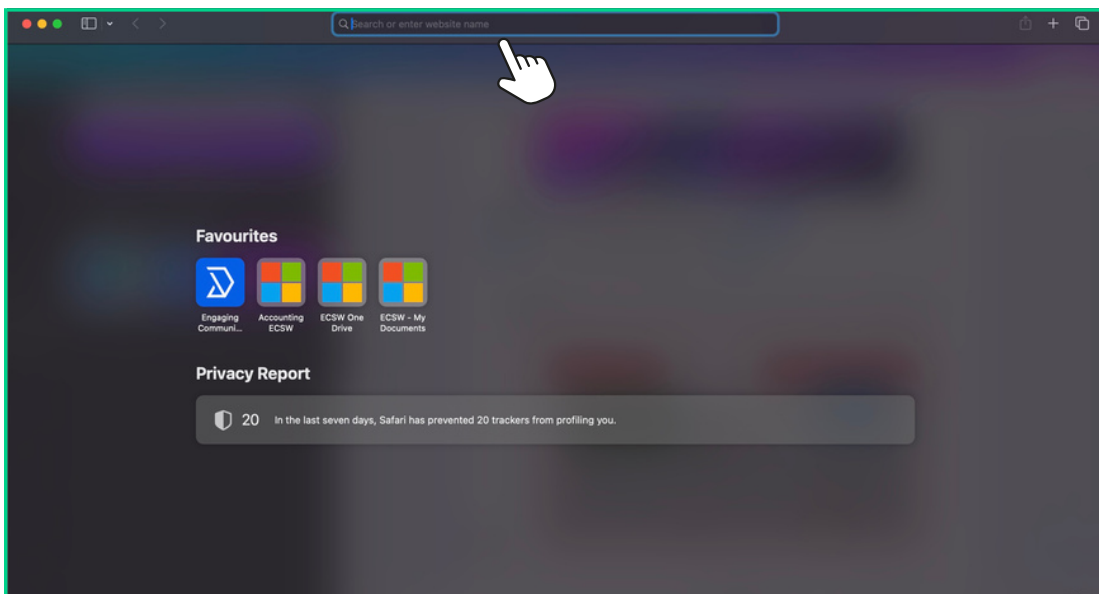 Search or enter website name
Favourites
Engaging Communi...
Accounting ECSW
ECSW One Drive
ECSW - My Documents
Privacy Report
20 In the last seven days, Safari has prevented 20 trackers from profiling you.